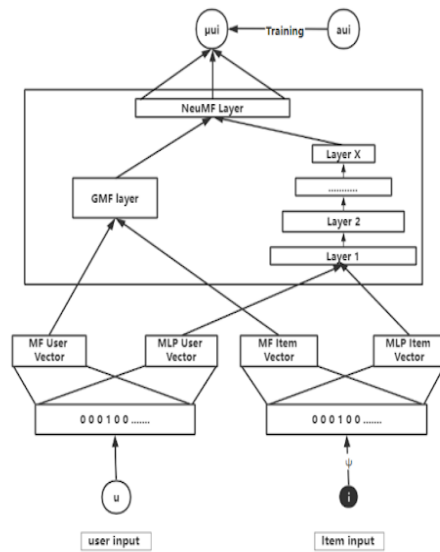 μui
Training
aui
NeuMF Layer
Layer X
...........
GMF layer
Layer 2
Layer 1
MF User
Vector
MLP User
Vector
MF Item
Vector
MLP Item
Vector
0 0 0 1 0 0 .......
0 0 0 1 0 0 .......
ψ
u
i
user input
Item input